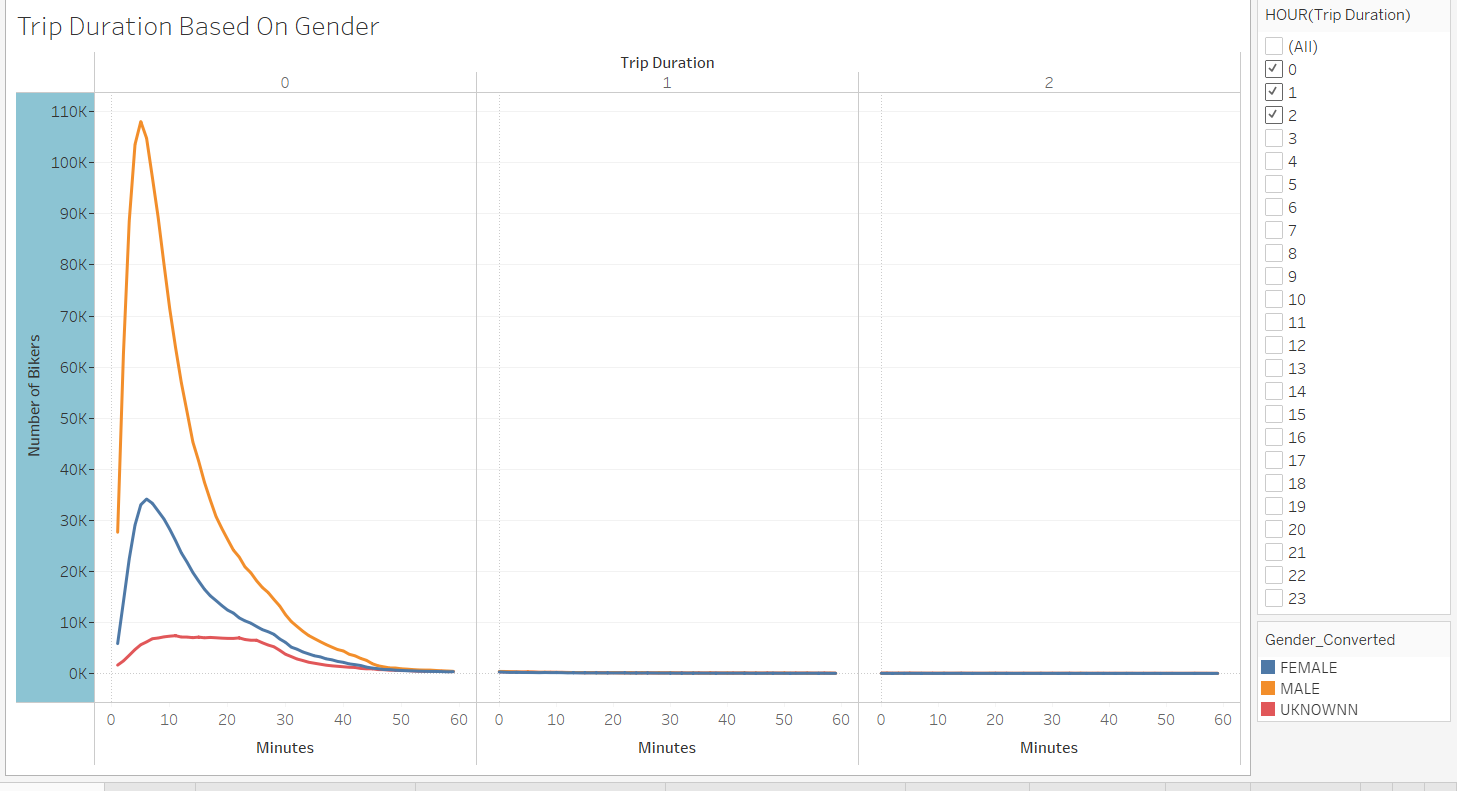 Trip Duration Based On Gender
Trip Duration
0 1 2
Number of Bikers
110K
100K
90K
80K
70K
60K
50K
40K
30K
20K
10K
0K
0 10 20 30 40 50 60 0 10 20 30 40 50 60 0 10 20 30 40 50 60
Minutes Minutes Minutes
HOUR(Trip Duration)
(All)
0
1
2
3
4
5
6
7
8
9
10
11
12
13
14
15
16
17
18
19
20
21
22
23
Gender_Converted
FEMALE
MALE
UKNOWNN